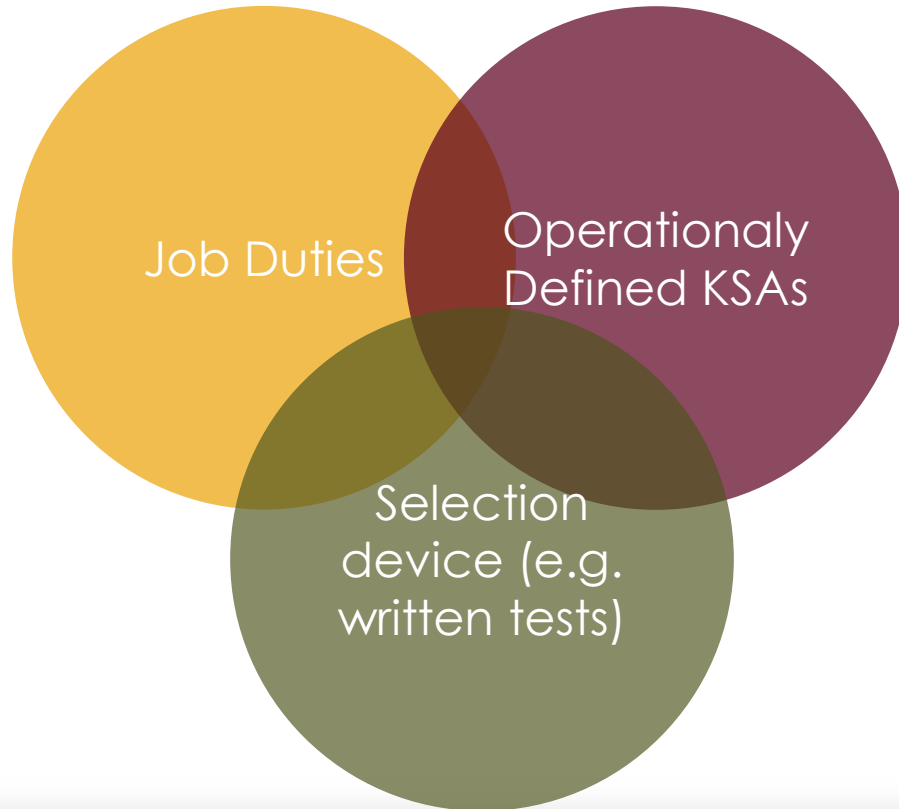 Job Duties
Operationaly
Defined KSAs
Selection
device (e.g.
written tests)